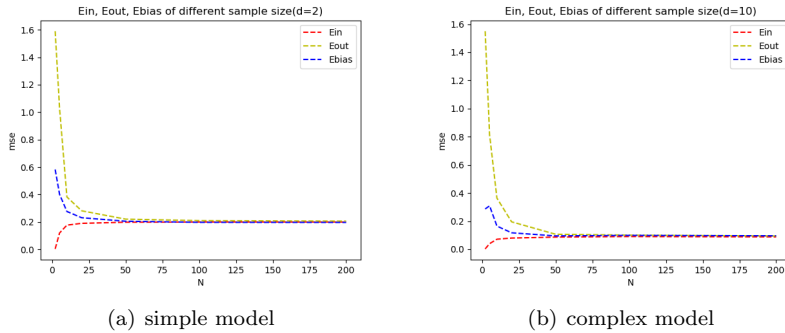 Ein, Eout, Ebias of different sample size(d=2)
1.6
1.4
1.2
1.0
0.8
0.6
0.4
0.2
0.0
mse
0
25
50
75
100
125
150
175
200
N
Ein
Eout
Ebias
(a) simple model
Ein, Eout, Ebias of different sample size(d=10)
1.6
1.4
1.2
1.0
0.8
0.6
0.4
0.2
0.0
mse
0
25
50
75
100
125
150
175
200
N
Ein
Eout
Ebias
(b) complex model